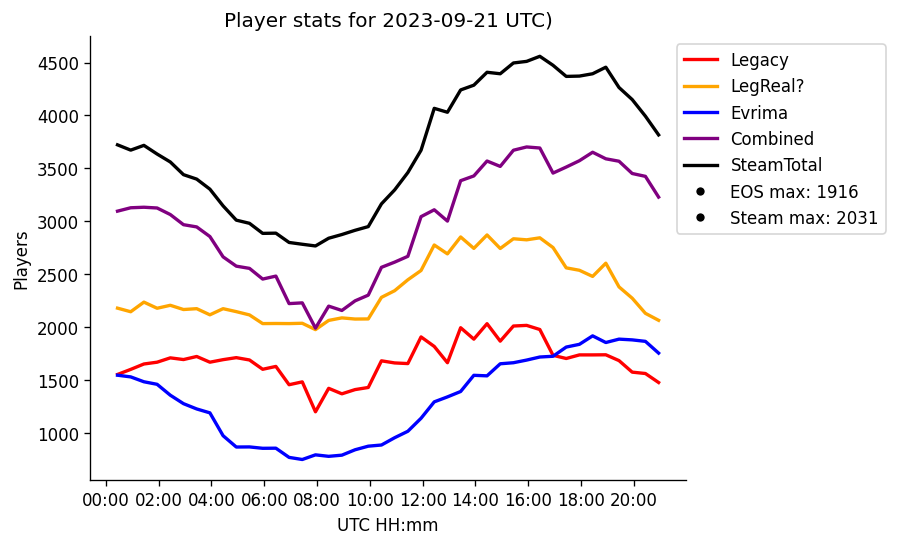 Player stats for 2023-09-21 UTC)
Legacy
LegReal?
Evrima
Combined
SteamTotal
EOS max: 1916
Steam max: 2031
Players
4500
4000
3500
3000
2500
2000
1500
1000
00:00 02:00 04:00 06:00 08:00 10:00 12:00 14:00 16:00 18:00 20:00
UTC HH:mm